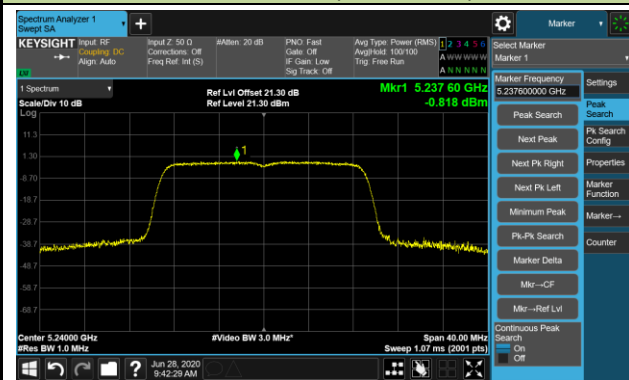 Spectrum Analyzer 1
Swept SA
+
Marker
KEYSIGHT
Input: RF
Coupling: DC
Align: Auto
Input Z: 50 Ω
Corrections: Off
Freq Ref: Int (S)
#Atten: 20 dB
PNO: Fast
Gate: Off
IF Gain: Low
Sig Track: Off
Avg Type: Power (RMS)
Avg|Hold: 100/100
Trig: Free Run
1 2 3 4 5 6
A W W W W W
A N N N N N
LV
Select Marker
Marker 1
1 Spectrum
Scale/Div 10 dB
Log
Ref Lvl Offset 21.30 dB
Ref Level 21.30 dBm
Mkr1 5.237 60 GHz
-0.818 dBm
11.3
1.30
-8.70
-18.7
-28.7
-38.7
-48.7
-58.7
-68.7
1
Center 5.24000 GHz
#Res BW 1.0 MHz
#Video BW 3.0 MHz*
Span 40.00 MHz
Sweep 1.07 ms (2001 pts)
Marker Frequency
5.237600000 GHz
Peak Search
Next Peak
Next Pk Right
Next Pk Left
Minimum Peak
Pk-Pk Search
Marker Delta
Mkr→CF
Mkr→Ref Lvl
Continuous Peak
Search
On
Off
Settings
Peak
Search
Pk Search
Config
Properties
Marker
Function
Marker→
Counter
?
Jun 28, 2020
9:42:29 AM